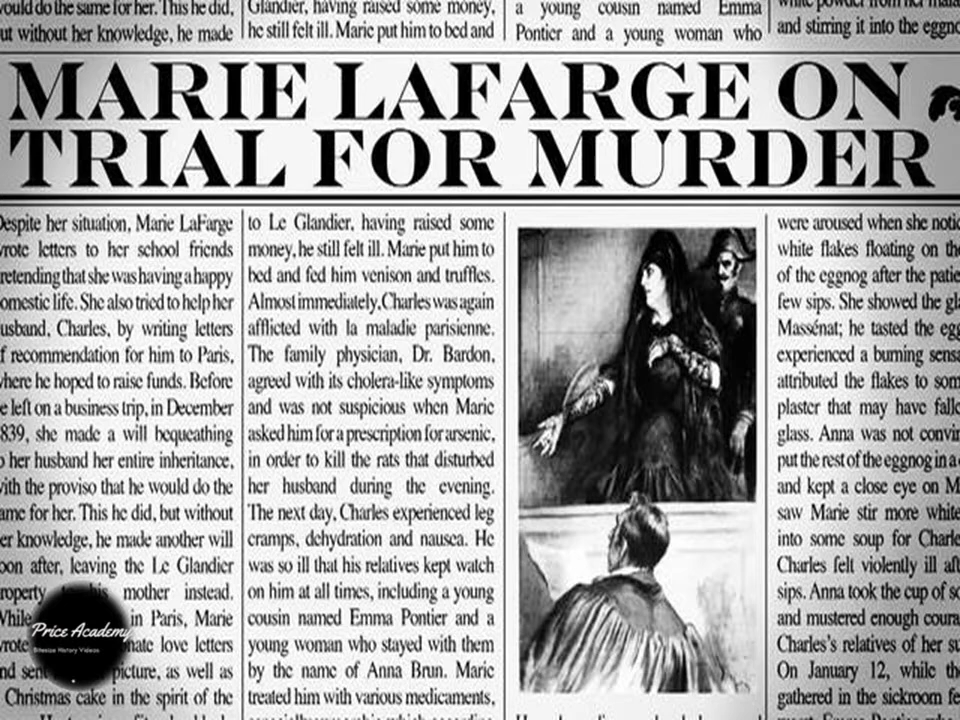 would do the same for her. This he did,
but without her knowledge, he made
Glandier, having raised some money,
he still felt ill. Marie put him to bed and
a young cousin named Emma
Pontier and a young woman who
white powder from her
and stirring it into the eggno
MARIE LAFARGE ON
TRIAL FOR MURDER
Despite her situation, Marie LaFarge
wrote letters to her school friends
pretending that she was having a happy
domestic life. She also tried to help her
husband, Charles, by writing letters
of recommendation for him to Paris,
where he hoped to raise funds. Before
he left on a business trip, in December
1839, she made a will bequeathing
to her husband her entire inheritance,
with the proviso that he would do the
same for her. This he did, but without
her knowledge, he made another will
soon after, leaving the Le Glandier
property mother instead.
While in Paris, Marie
wrote love letters
and sent picture, as well as
Christmas cake in the spirit of the
to Le Glandier, having raised some
money, he still felt ill. Marie put him to
bed and fed him venison and truffles.
Almost immediately, Charles was again
afflicted with la maladie parisienne.
The family physician, Dr. Bardon,
agreed with its cholera-like symptoms
and was not suspicious when Marie
asked him for a prescription for arsenic,
in order to kill the rats that disturbed
her husband during the evening.
The next day, Charles experienced leg
cramps, dehydration and nausea. He
was so ill that his relatives kept watch
on him at all times, including a young
cousin named Emma Pontier and a
young woman who stayed with them
by the name of Anna Brun. Marie
treated him with various medicaments,
were aroused when she notic
white flakes floating on th
of the eggnog after the patie
few sips. She showed the gla
Massénat; he tasted the egg
experienced a burning sensa
attributed the flakes to som
plaster that may have falle
glass. Anna was not convin
put the rest of the eggnog in a
and kept a close eye on M
saw Marie stir more white
into some soup for Charle
Charles felt violently ill aft
sips. Anna took the cup of so
and mustered enough coura
Charles's relatives of her su
On January 12, while th
gathered in the sickroom fe
Price Academy
Bitesize History Videos